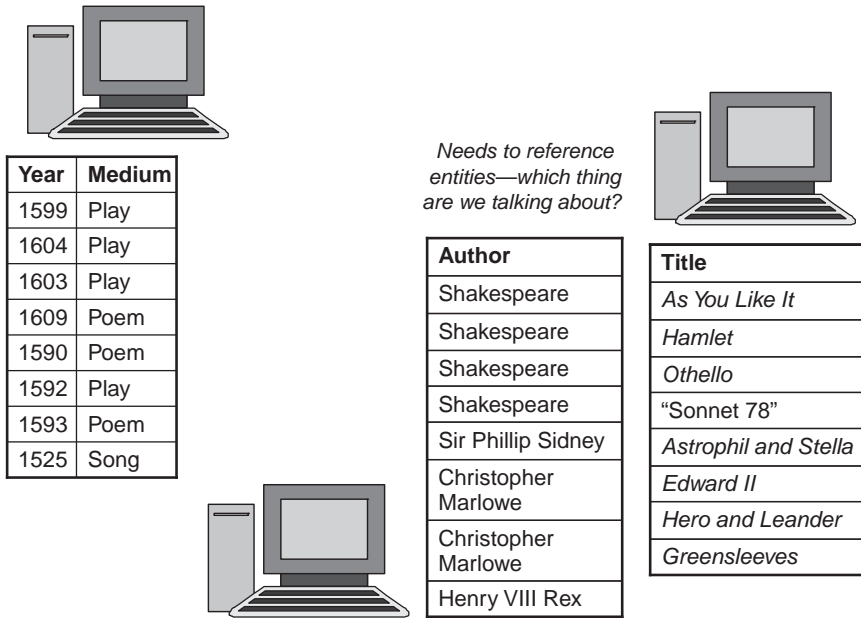 Year Medium
1599 Play
1604 Play
1603 Play
1609 Poem
1590 Poem
1592 Play
1593 Poem
1525 Song
Needs to reference
entities—which thing
are we talking about?
Author
Shakespeare
Shakespeare
Shakespeare
Shakespeare
Sir Phillip Sidney
Christopher
Marlowe
Christopher
Marlowe
Henry VIII Rex
Title
As You Like It
Hamlet
Othello
“Sonnet 78”
Astrophil and Stella
Edward II
Hero and Leander
Greensleeves